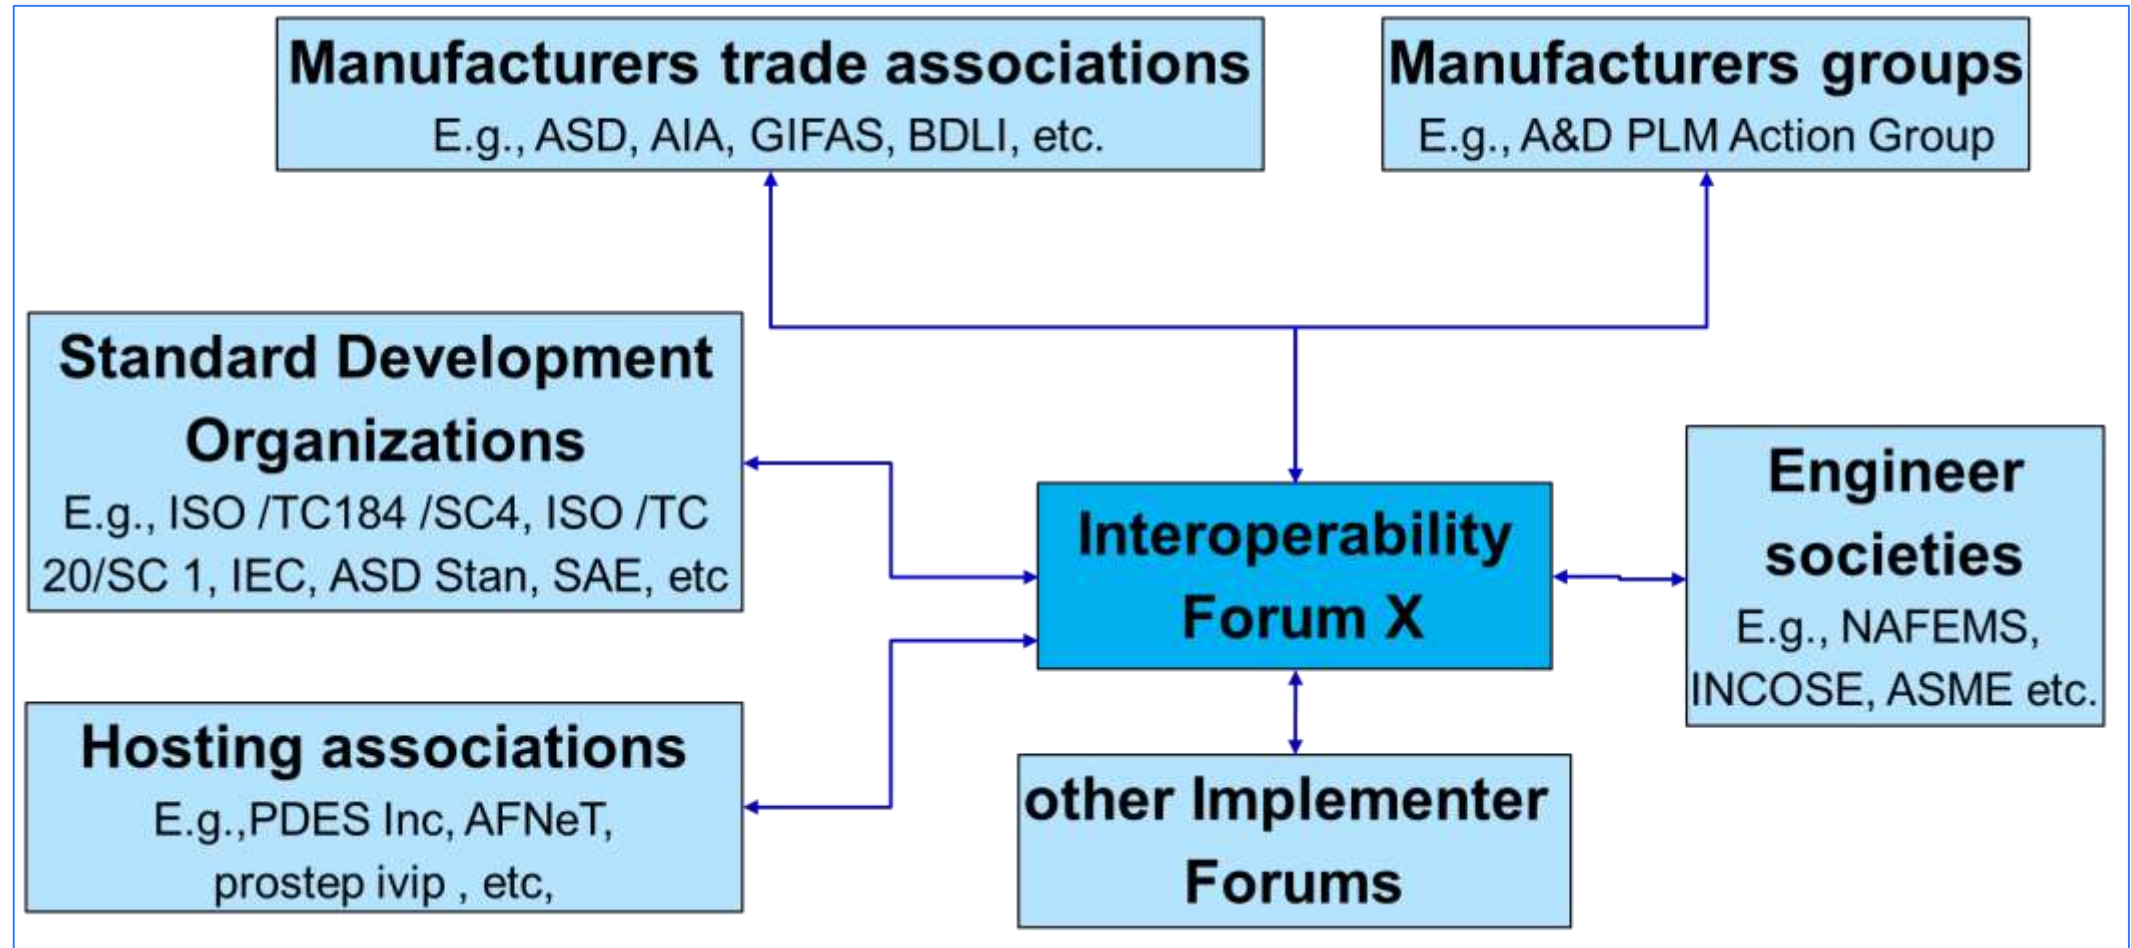 Manufacturers trade associations
E.g., ASD, AIA, GIFAS, BDLI, etc.
Manufacturers groups
E.g., A&D PLM Action Group
Standard Development
Organizations
E.g., ISO /TC184 /SC4, ISO /TC
20/SC 1, IEC, ASD Stan, SAE, etc
Interoperability
Forum X
Engineer
societies
E.g., NAFEMS,
INCOSE, ASME etc.
Hosting associations
E.g.,PDES Inc, AFNeT,
prostep ivip , etc,
other Implementer
Forums